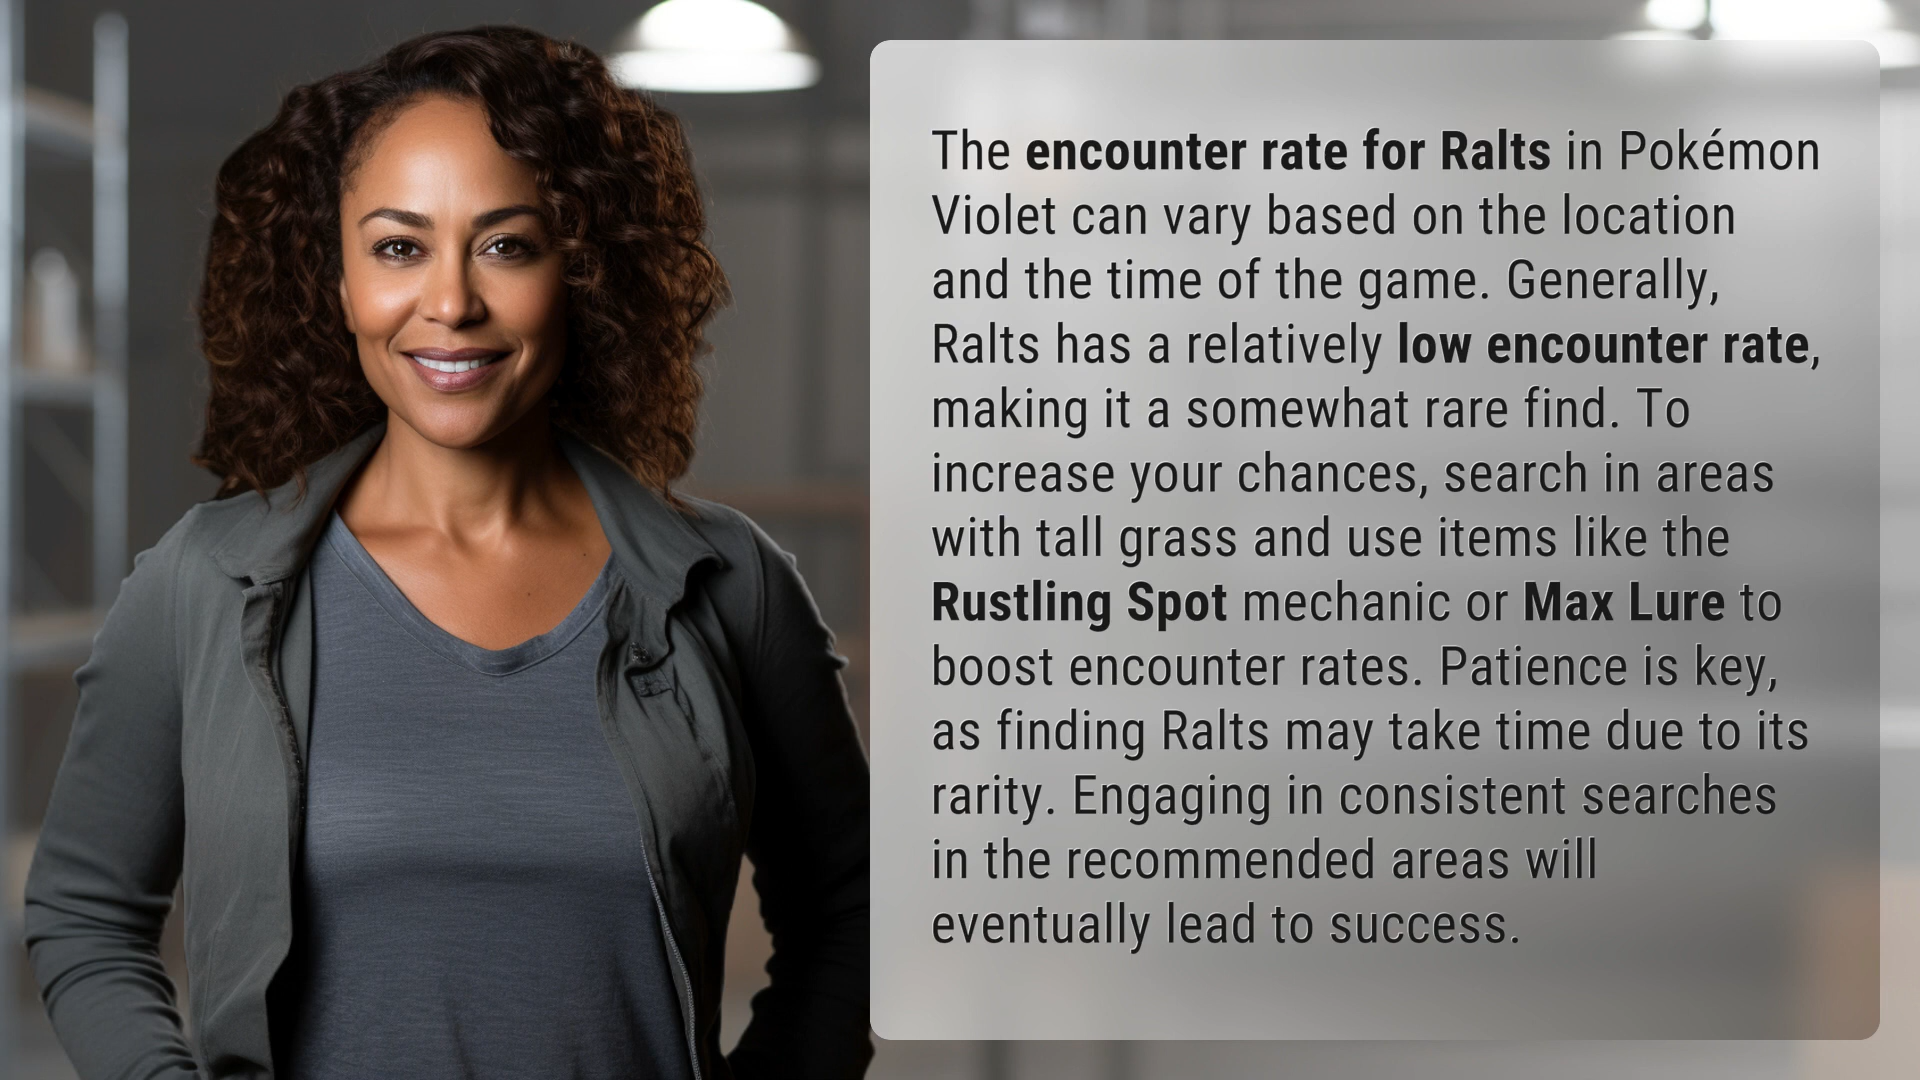 The encounter rate for Ralts in Pokémon
Violet can vary based on the location
and the time of the game. Generally,
Ralts has a relatively low encounter rate,
making it a somewhat rare find. To
increase your chances, search in areas
with tall grass and use items like the
Rustling Spot mechanic or Max Lure to
boost encounter rates. Patience is key,
as finding Ralts may take time due to its
rarity. Engaging in consistent searches
in the recommended areas will
eventually lead to success.